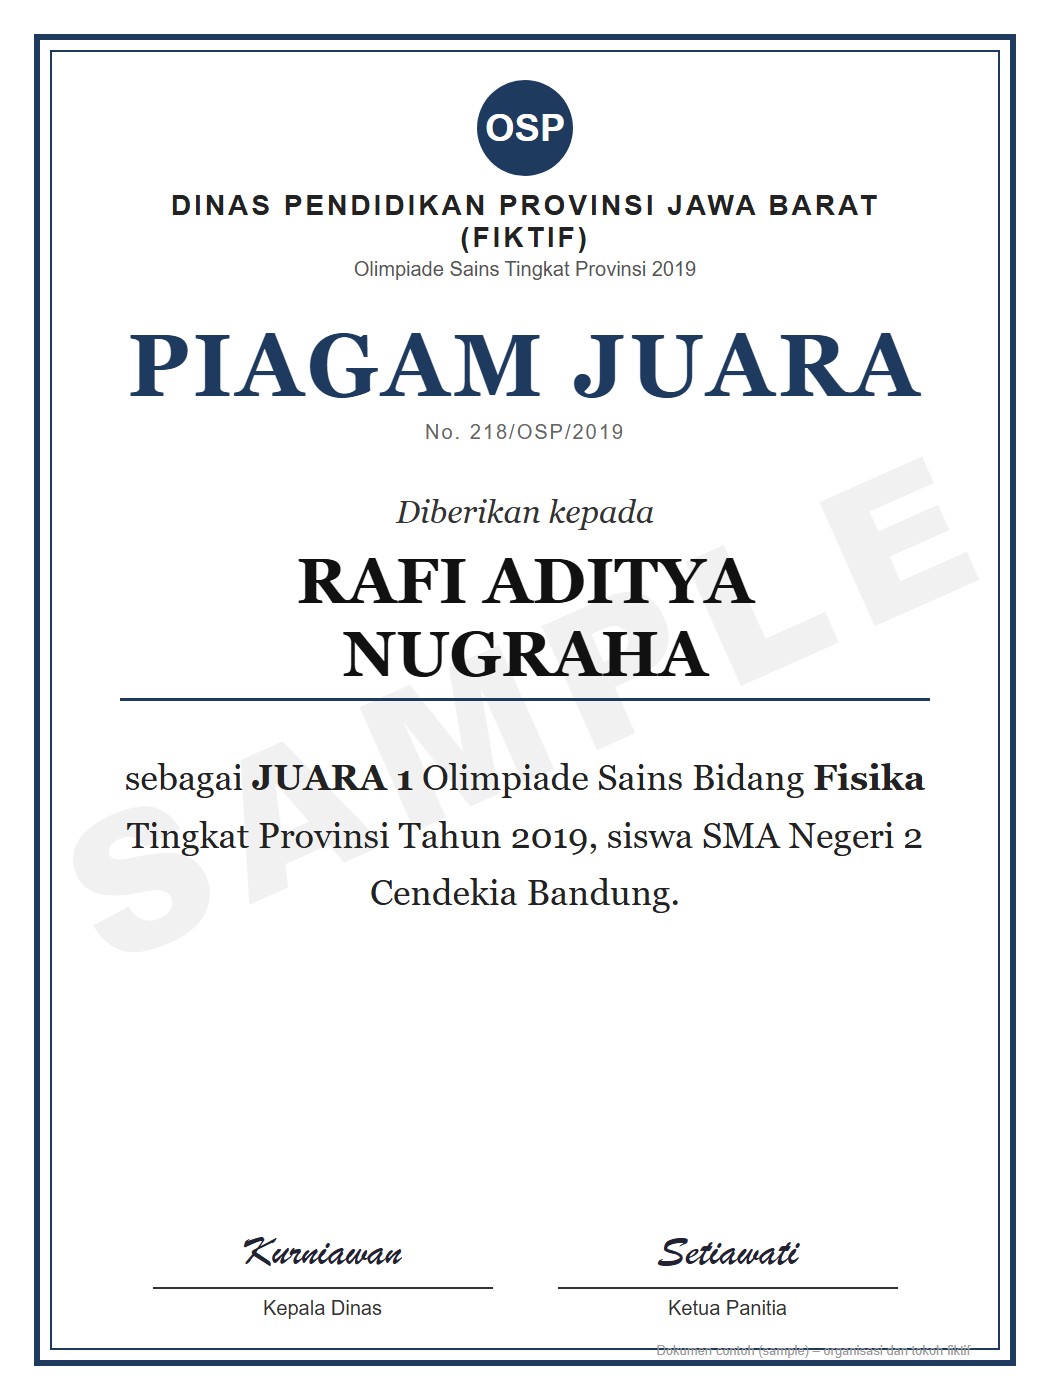 OSP
DINAS PENDIDIKAN PROVINSI JAWA BARAT
(FIKTIF)
Olimpiade Sains Tingkat Provinsi 2019
PIAGAM JUARA
No. 218/OSP/2019
Diberikan kepada
RAFI ADITYA
NUGRAHA
SAMPLE
sebagai JUARA 1 Olimpiade Sains Bidang Fisika
Tingkat Provinsi Tahun 2019, siswa SMA Negeri 2
Cendekia Bandung.
Kurniawan
Kepala Dinas
Setiawati
Ketua Panitia
Dokumen contoh (sample) – organisasi dan tokoh fiktif